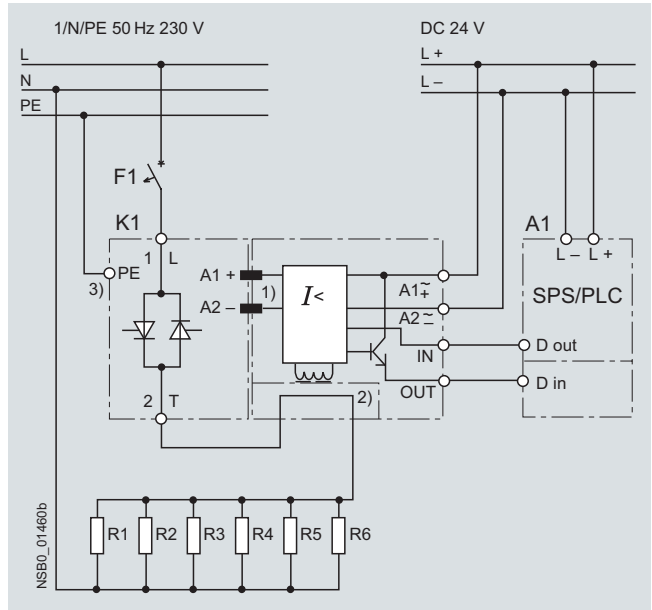 1/N/PE 50 Hz 230 V
DC 24 V
L
N
PE
L +
L –
F1
K1
A1
1 L
PE
3)
A1 +
A2 –
1)
I<
A1 ~
+
A2 ~
–
IN
OUT
2)
L – L +
SPS/PLC
D out
D in
2 T
R1 R2 R3 R4 R5 R6
NSB0_01460b